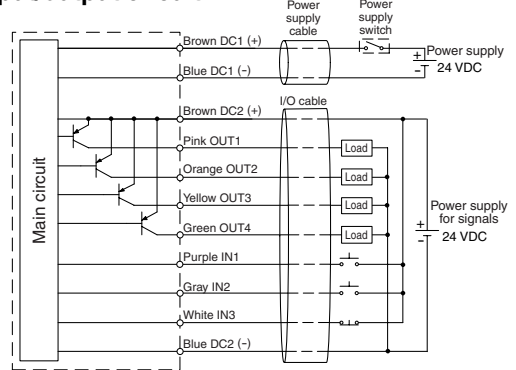 Power
supply
cable
Power
supply
switch
Brown DC1 (+)
Power supply
+
-
24 VDC
Blue DC1 (-)
I/O cable
Brown DC2 (+)
Pink OUT1
Load
Orange OUT2
Load
Yellow OUT3
Load
Green OUT4
Load
Main circuit
Power supply
for signals
+
-
24 VDC
Purple IN1
Gray IN2
White IN3
Blue DC2 (-)